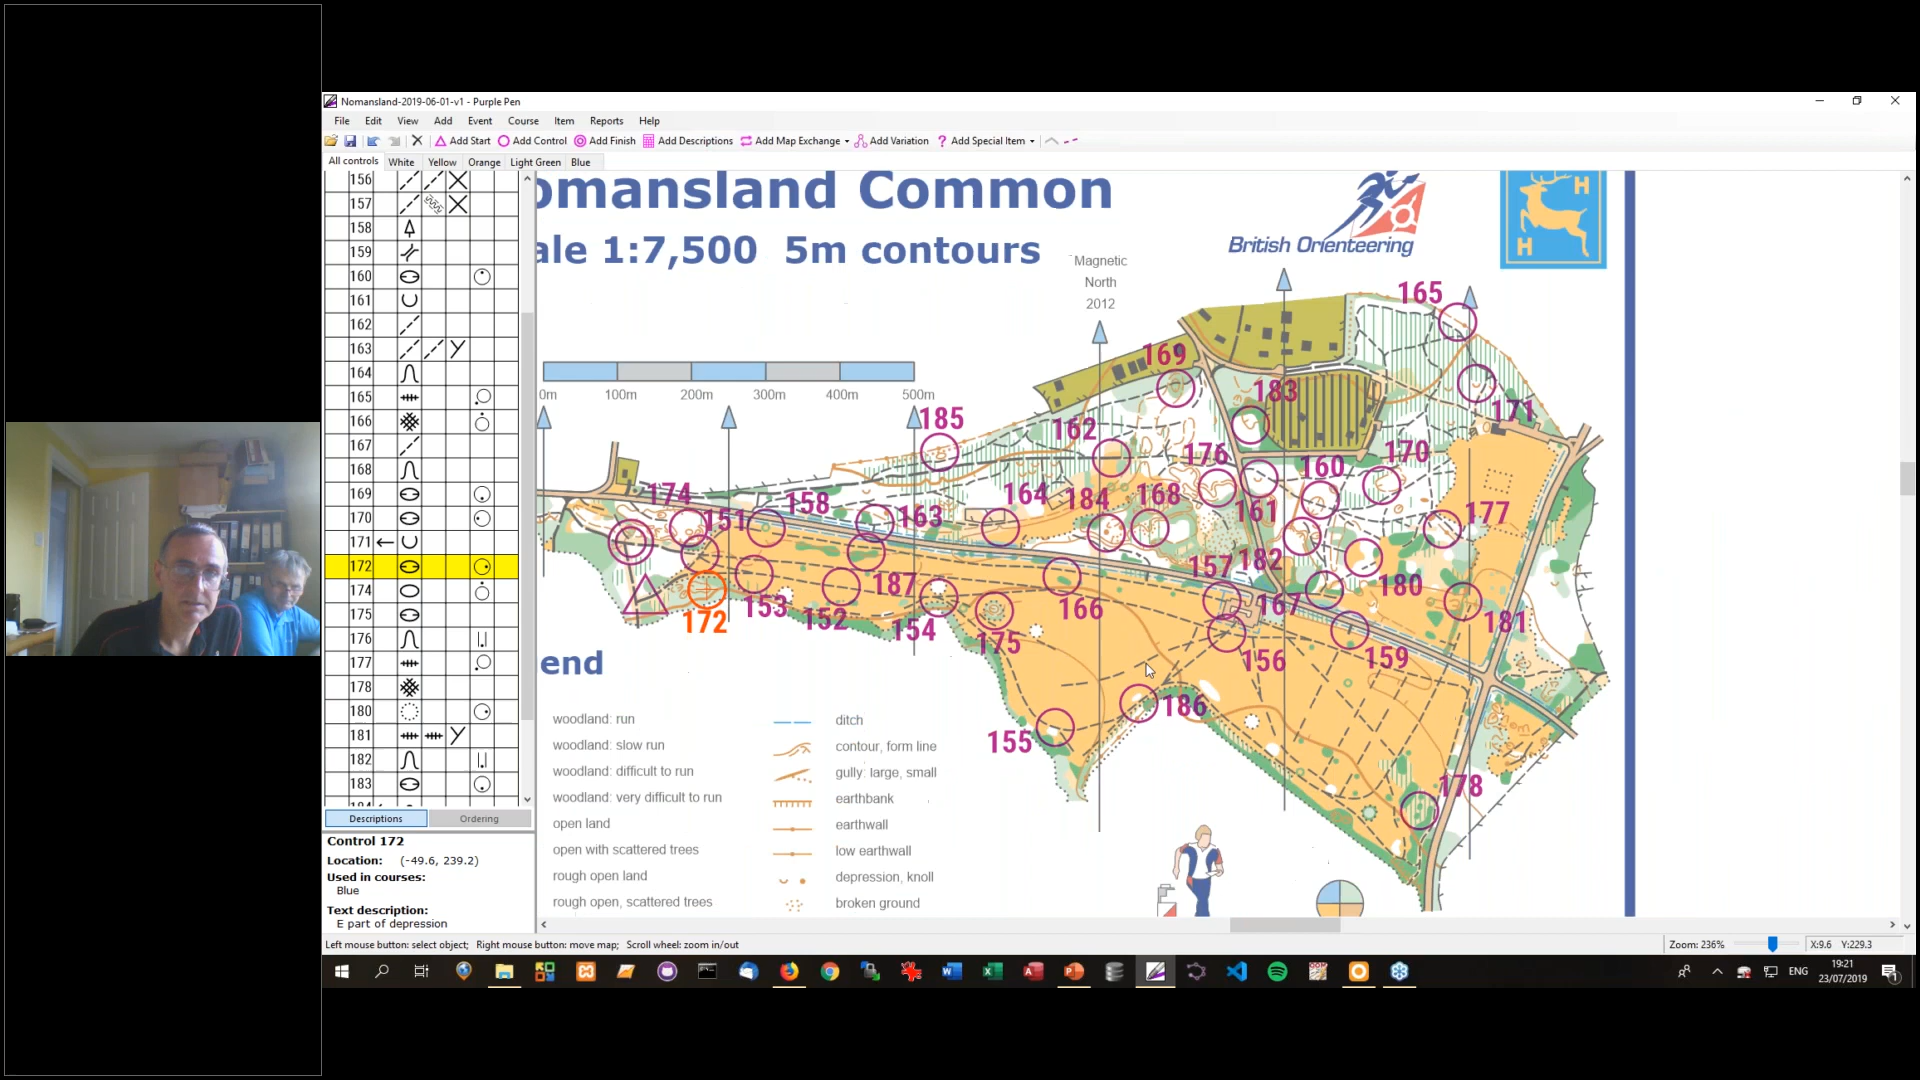 Nomansland-2019-06-01-v1 - Purple Pen
File Edit View Add Event Course Item Reports Help
Add Start Add Control Add Finish Add Descriptions Add Map Exchange Add Variation ? Add Special Item
All controls White Yellow Orange Light Green Blue
156
157
158
159
160
161
162
163
164
165
166
167
168
169
170
171
172
174
175
176
177
178
180
181
182
183
Descriptions Ordering
Control 172
Location: (-49.6, 239.2)
Used in courses:
Blue
Text description:
E part of depression
omansland Common
ale 1:7,500 5m contours
Magnetic
North
2012
British Orienteering
H
H
0m 100m 200m 300m 400m 500m
165
169
183
171
185
162
176
160
170
174
151
158
163
164
184
168
161
177
172
153
152
187
154
175
166
157
182
167
180
181
156
159
155
186
178
end
woodland: run
woodland: slow run
woodland: difficult to run
woodland: very difficult to run
open land
open with scattered trees
rough open land
rough open, scattered trees
ditch
contour, form line
gully: large, small
earthbank
earthwall
low earthwall
depression, knoll
broken ground
Left mouse button: select object; Right mouse button: move map; Scroll wheel: zoom in/out
Zoom: 236%
X:9.6 Y:229.3
ENG
19:21
23/07/2019